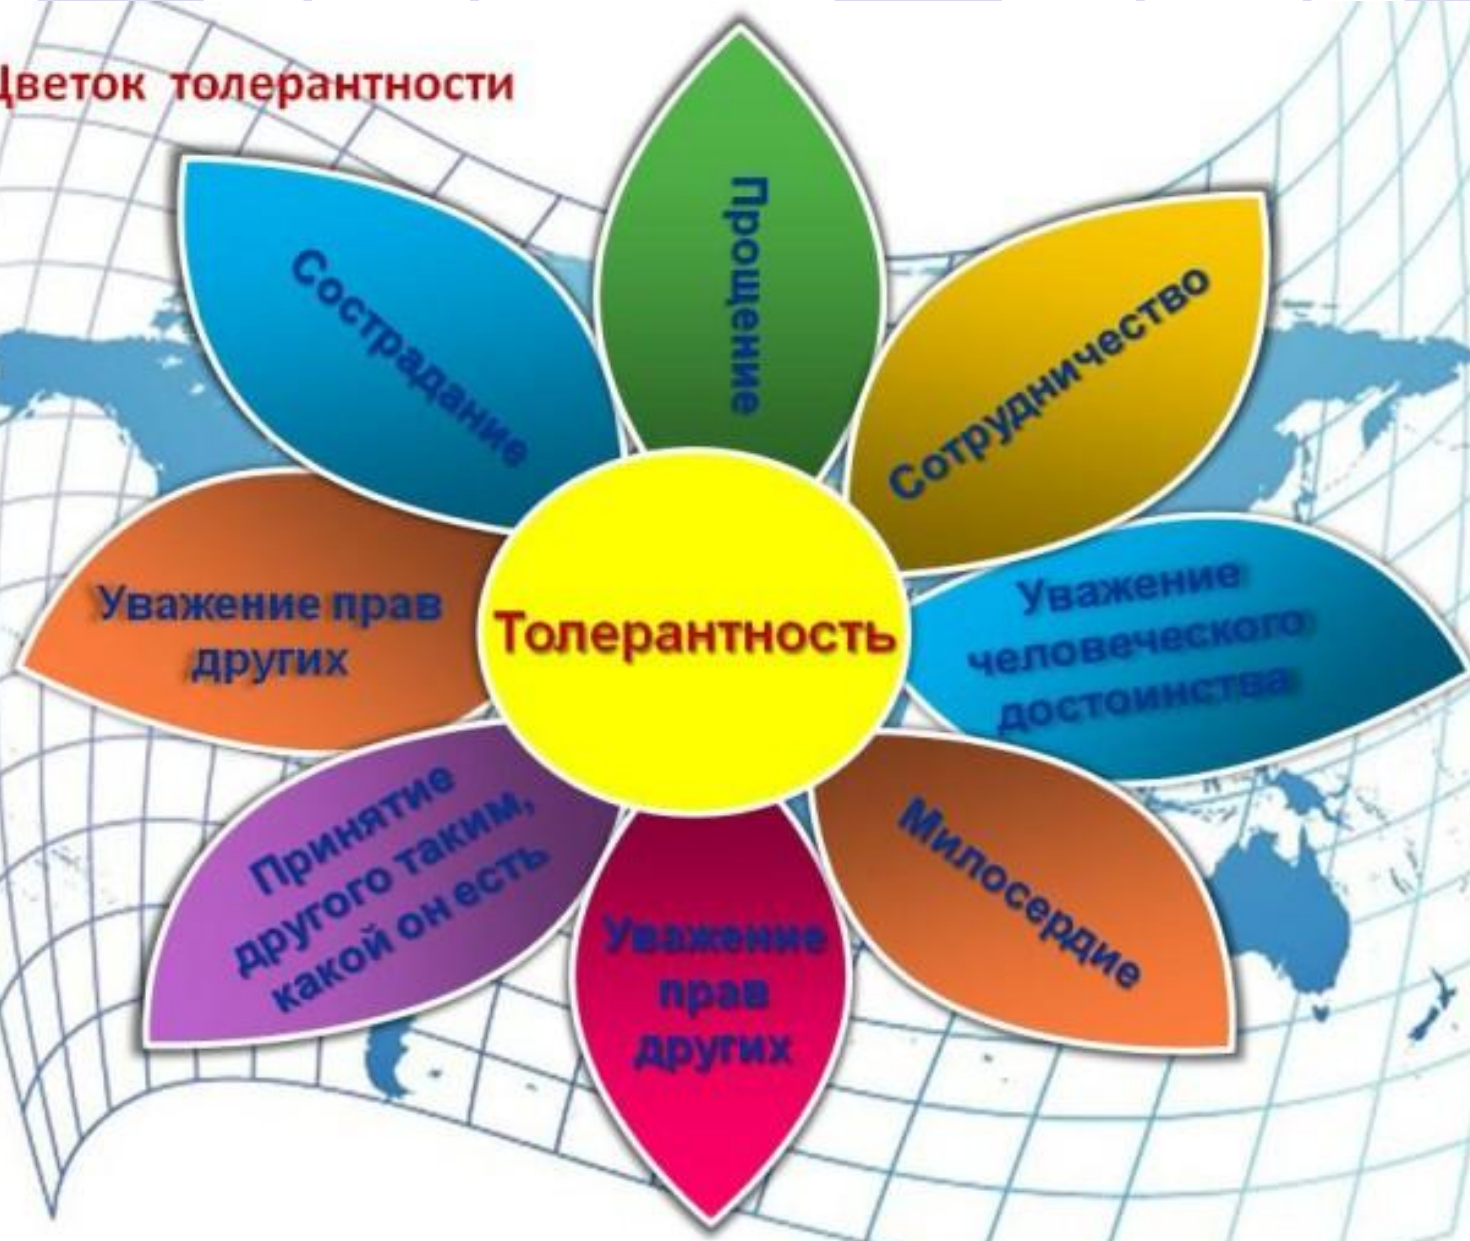 Цветок толерантности
Прощение
Сострадание
Сотрудничество
Уважение прав
других
Толерантность
Уважение
человеческого
достоинства
Принятие
другого таким,
какой он есть
Уважение
прав
других
Милосердие